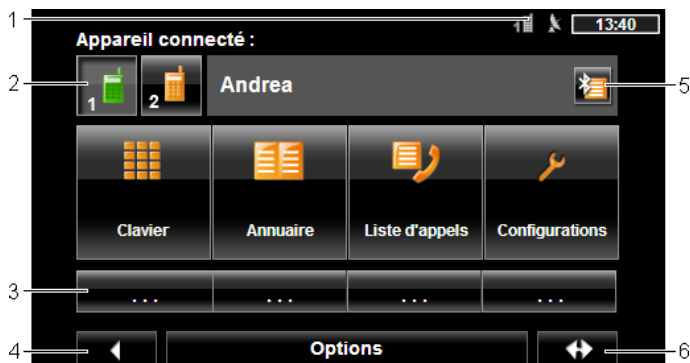 1
1 13:40
Appareil connecté :
2
1 2 Andrea
5
Clavier Annuaire Liste d'appels Configurations
3
... ... ... ...
4
Options
6